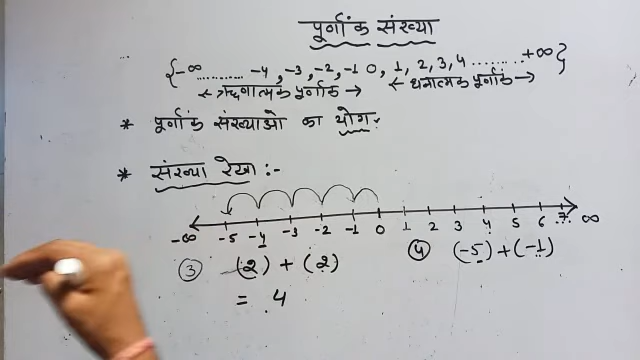 पूर्णांक संख्या
{-∞ ........... -4, -3, -2, -1 0, 1, 2, 3, 4 ......... +∞}
← ऋणात्मक पूर्णांक → ← धनात्मक पूर्णांक →
* पूर्णांक संख्याओ का योग:
* संख्या रेखा :-
-∞ -5 -4 -3 -2 -1 0 1 2 3 4 5 6 7 ∞
③ (2) + (2) ④ (-5) + (-1)
= 4